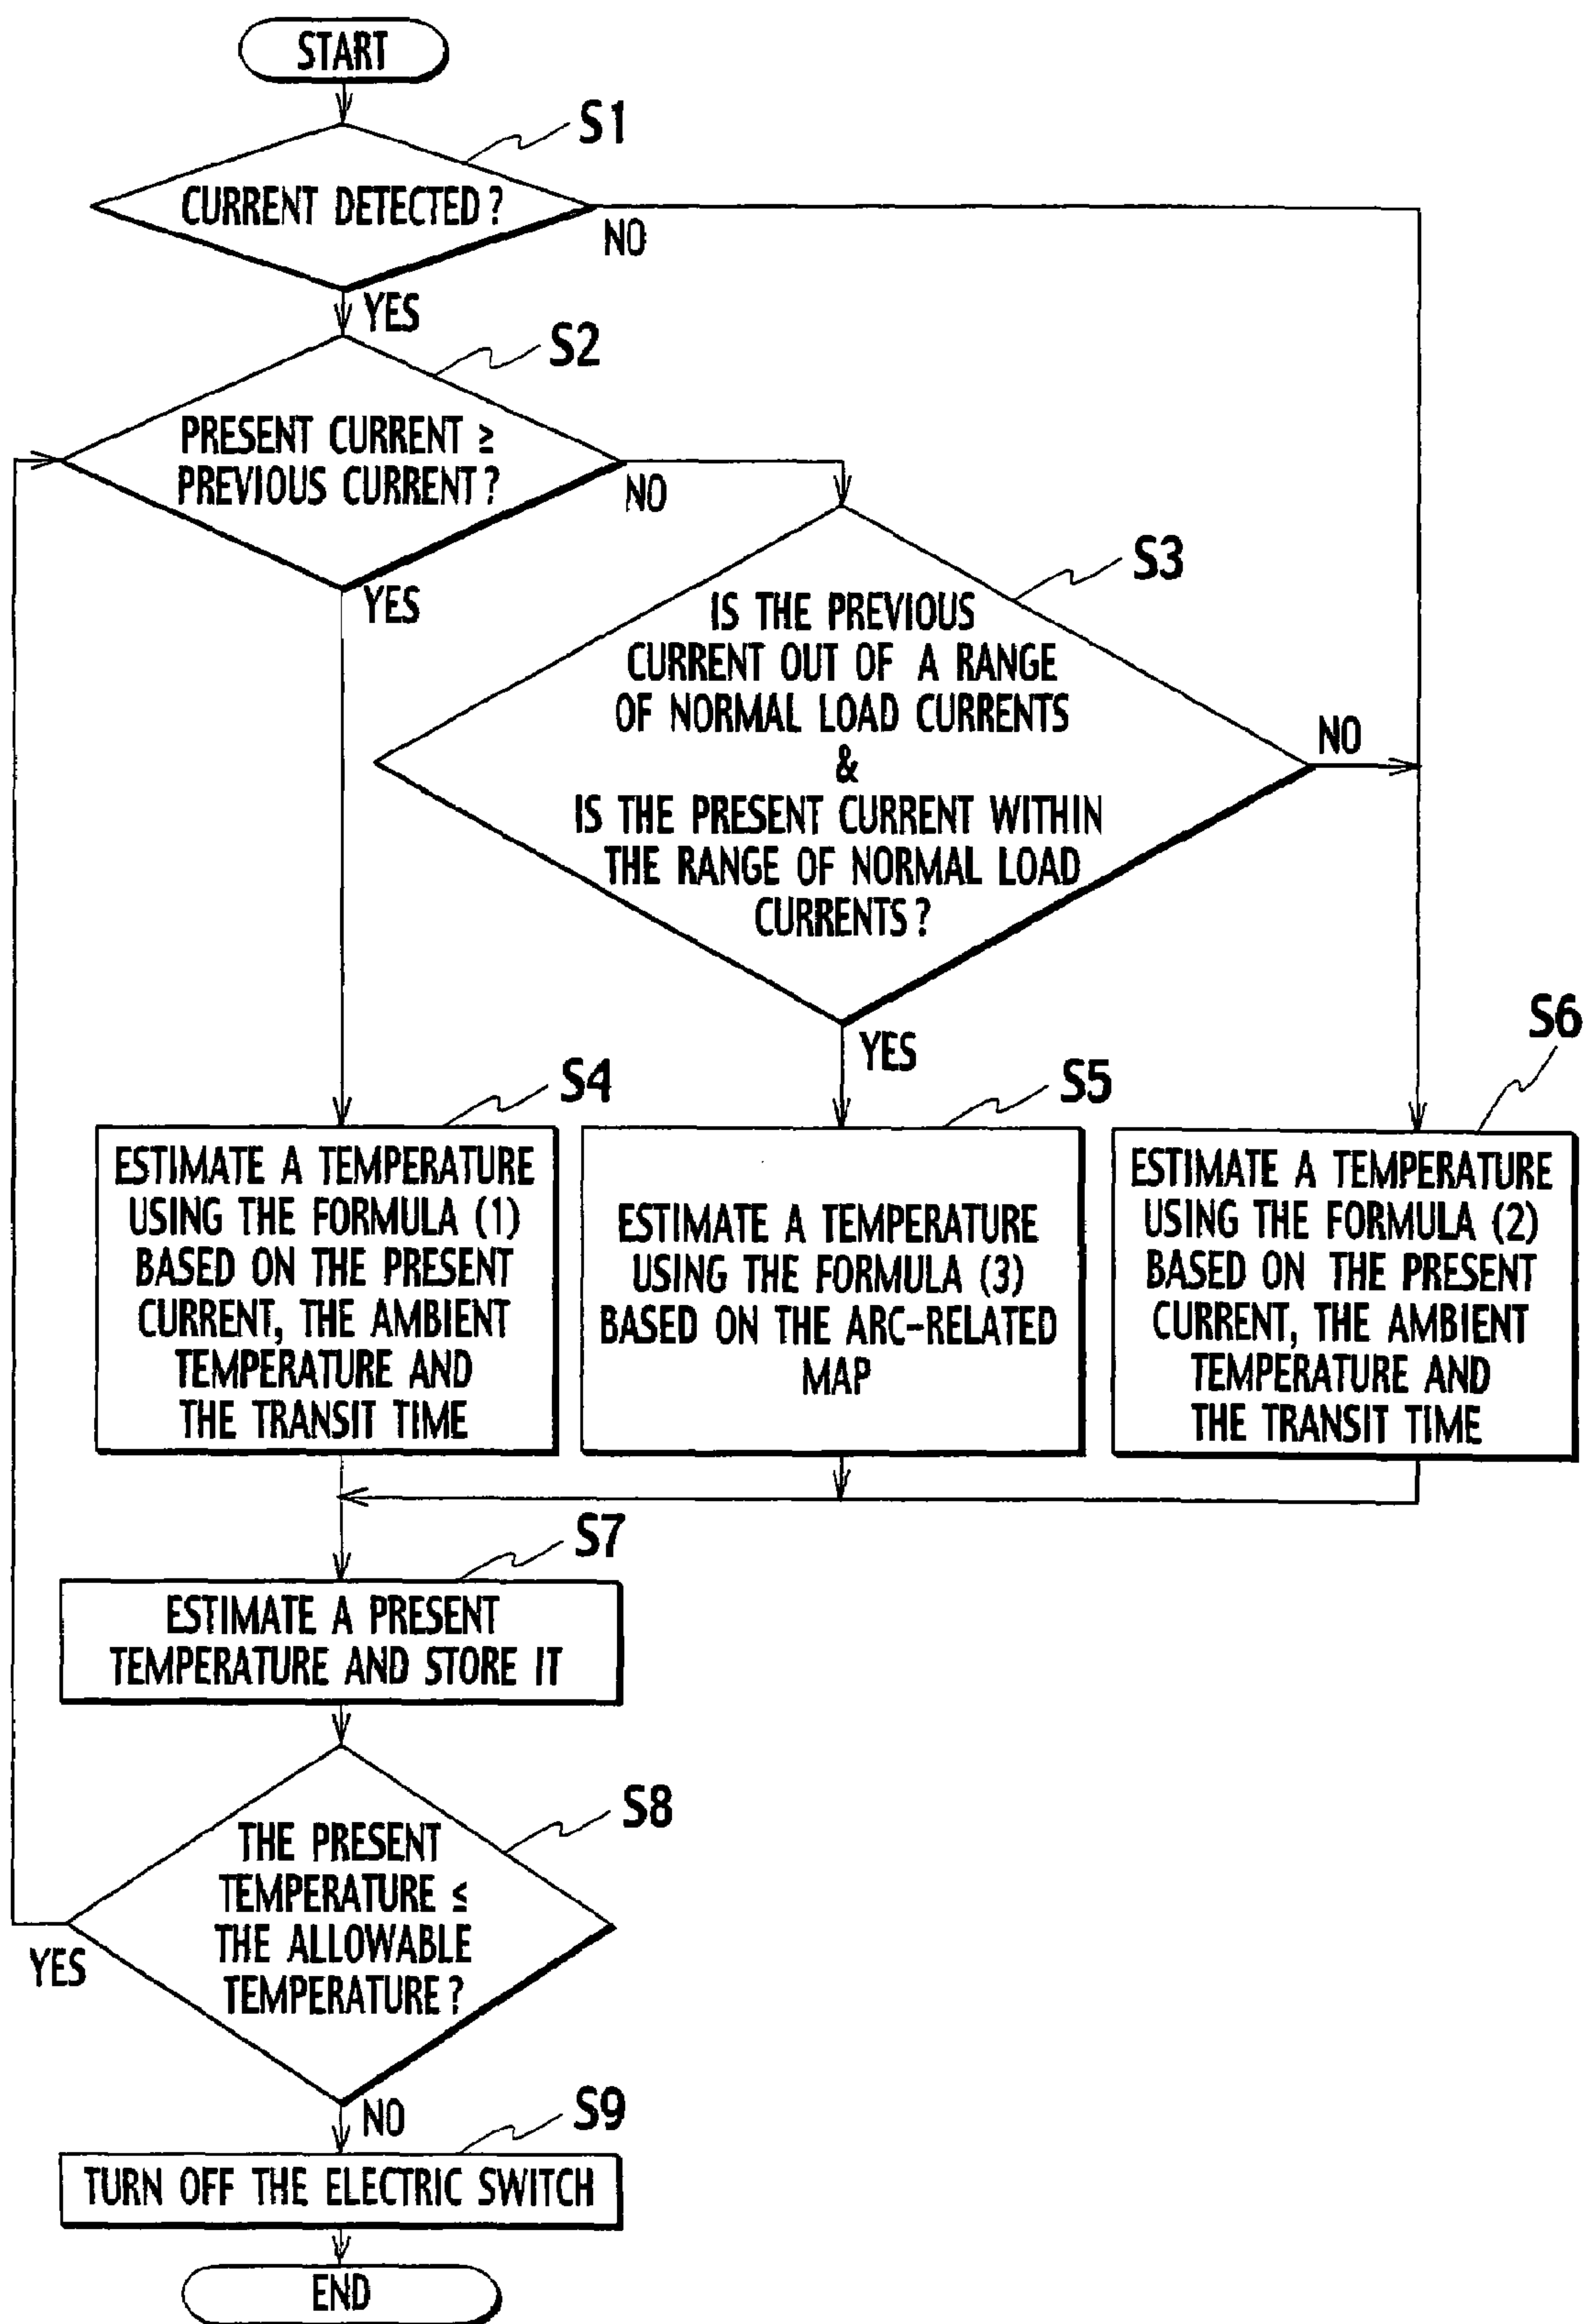 START
S1
CURRENT DETECTED?
NO
YES
S2
PRESENT CURRENT ≥
PREVIOUS CURRENT?
NO
YES
S3
IS THE PREVIOUS
CURRENT OUT OF A RANGE
OF NORMAL LOAD CURRENTS
&
IS THE PRESENT CURRENT WITHIN
THE RANGE OF NORMAL LOAD
CURRENTS?
NO
YES
S4
ESTIMATE A TEMPERATURE
USING THE FORMULA (1)
BASED ON THE PRESENT
CURRENT, THE AMBIENT
TEMPERATURE AND
THE TRANSIT TIME
S5
ESTIMATE A TEMPERATURE
USING THE FORMULA (3)
BASED ON THE ARC-RELATED
MAP
S6
ESTIMATE A TEMPERATURE
USING THE FORMULA (2)
BASED ON THE PRESENT
CURRENT, THE AMBIENT
TEMPERATURE AND
THE TRANSIT TIME
S7
ESTIMATE A PRESENT
TEMPERATURE AND STORE IT
S8
THE PRESENT
TEMPERATURE ≤
THE ALLOWABLE
TEMPERATURE?
YES
NO
S9
TURN OFF THE ELECTRIC SWITCH
END